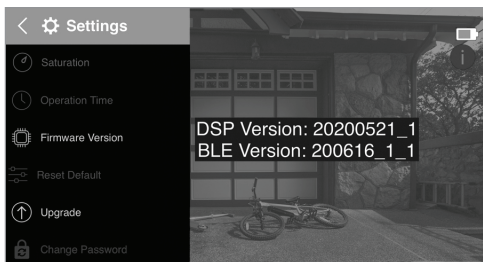 Settings
Saturation
Operation Time
Firmware Version
Reset Default
Upgrade
Change Password
DSP Version: 20200521_1
BLE Version: 200616_1_1